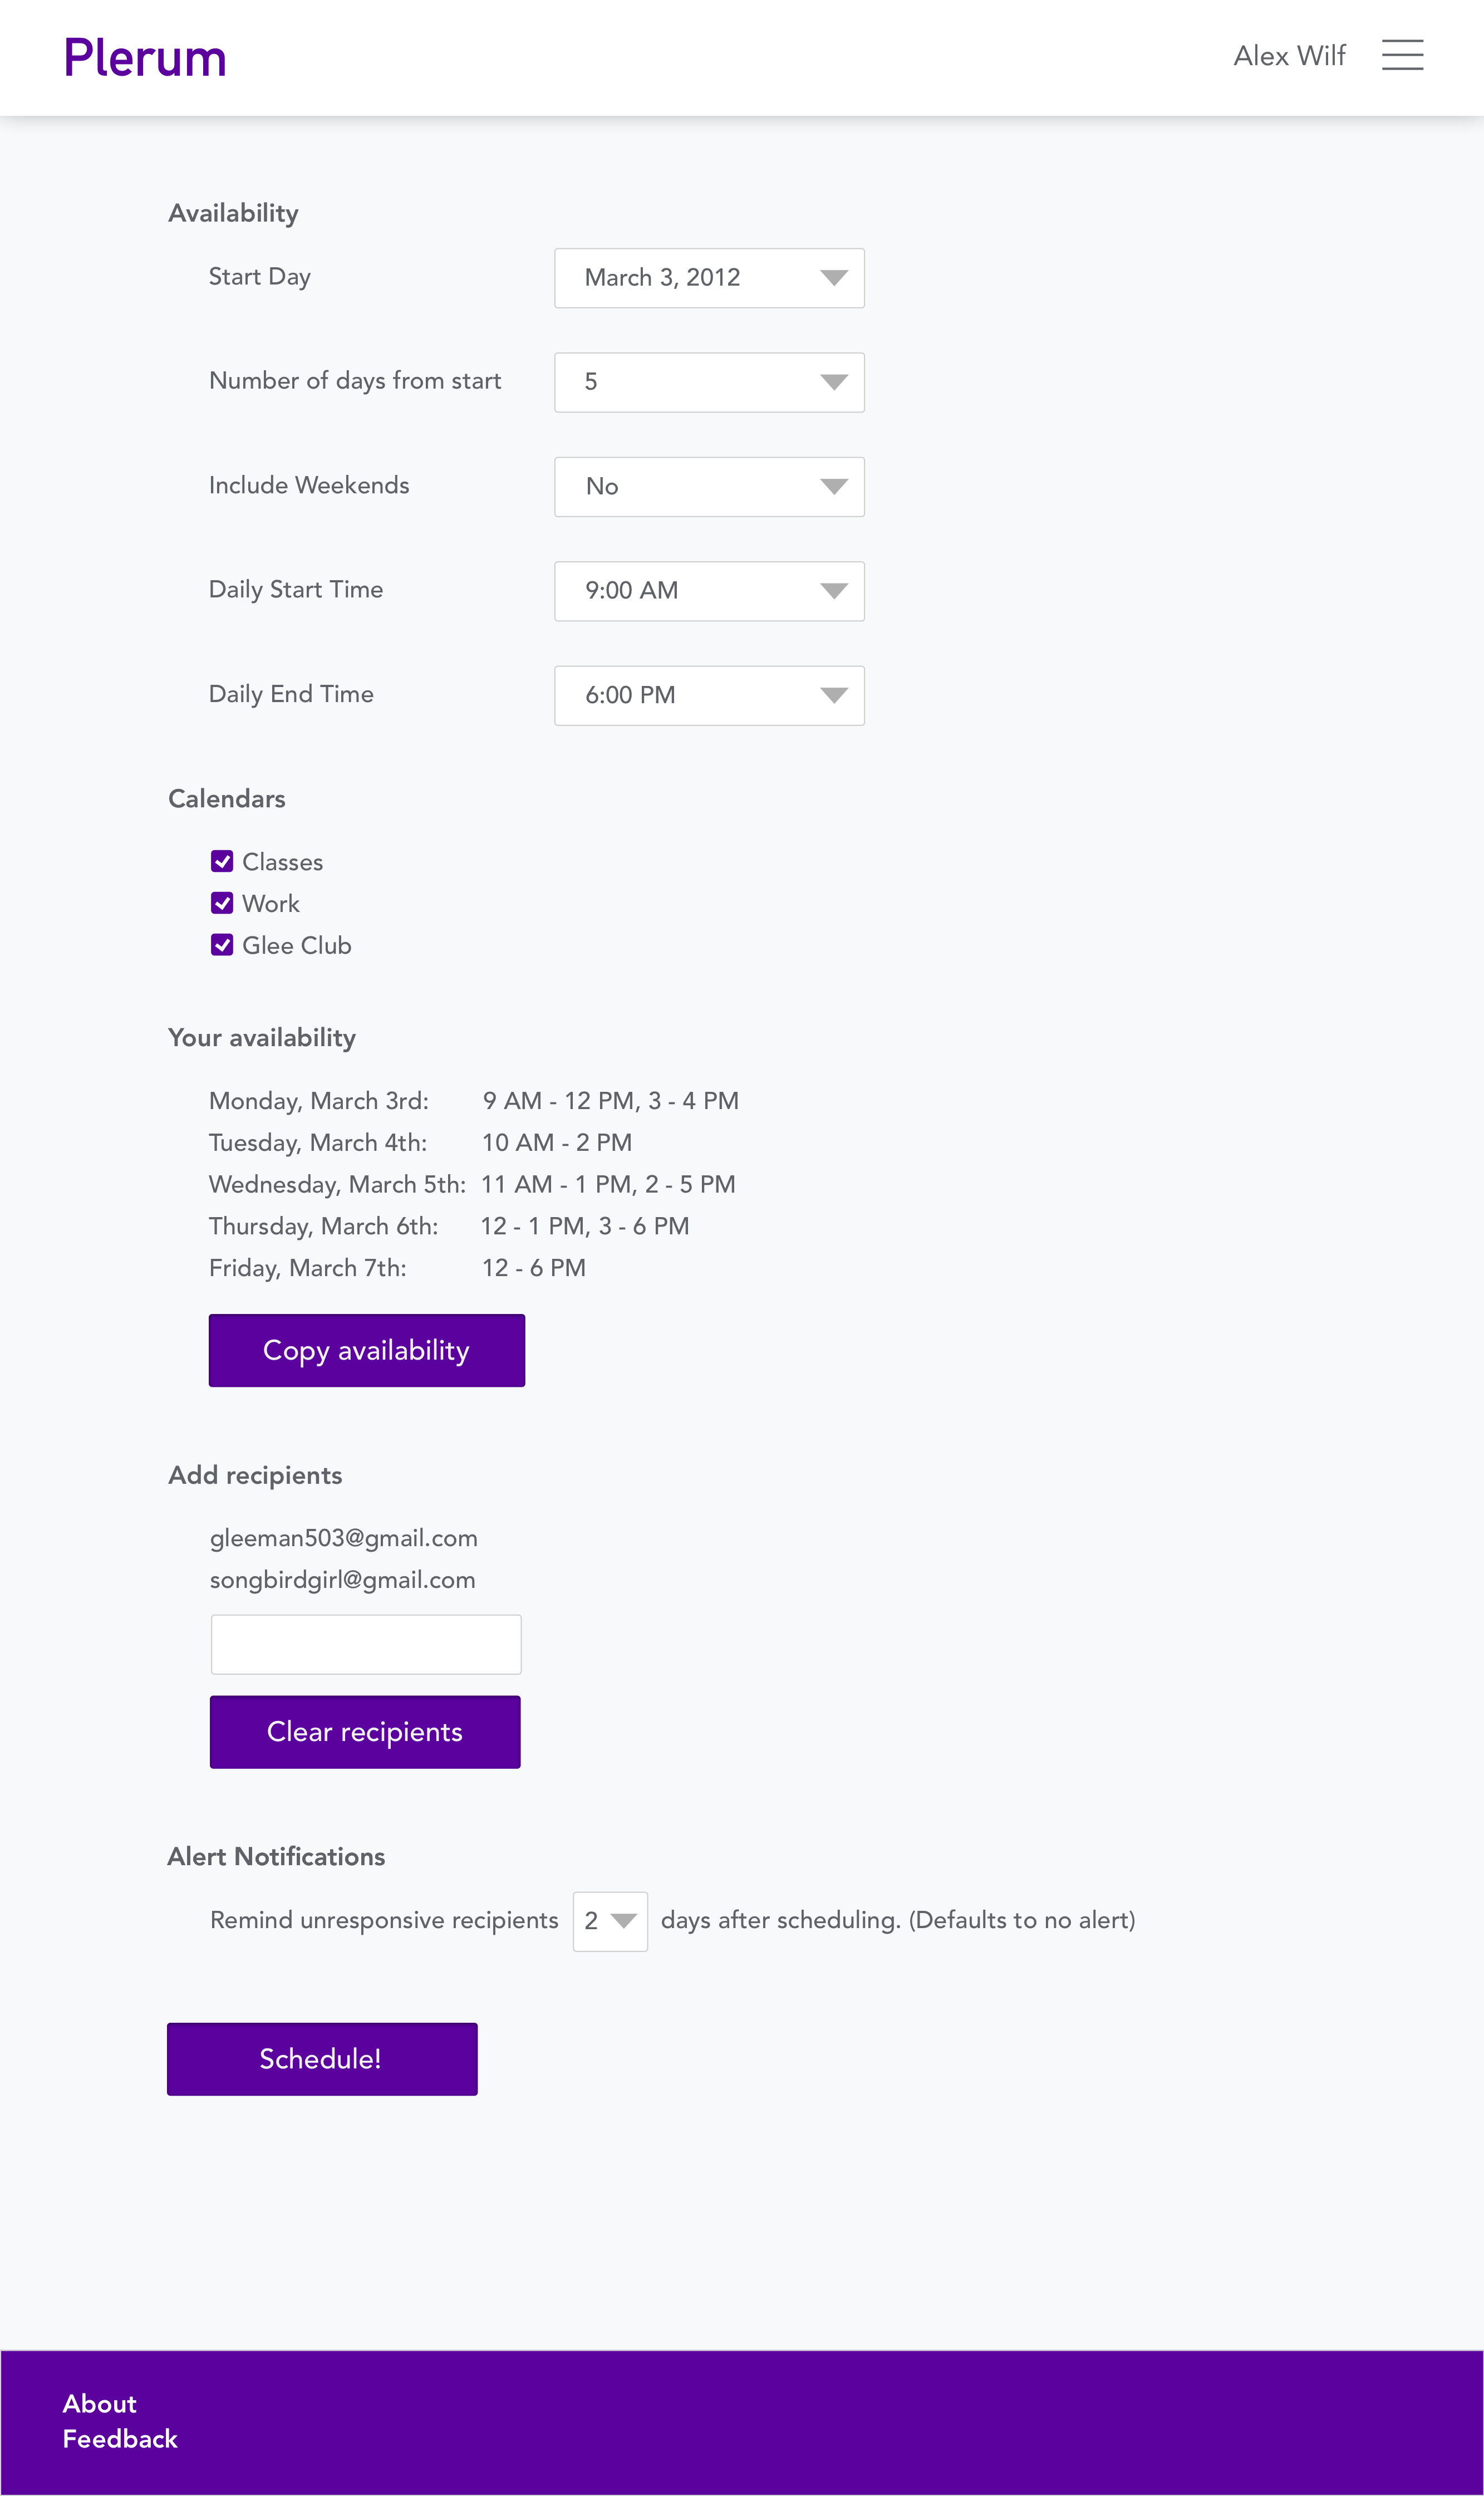 Plerum
Alex Wilf
Availability
Start Day March 3, 2012
Number of days from start 5
Include Weekends No
Daily Start Time 9:00 AM
Daily End Time 6:00 PM
Calendars
Classes
Work
Glee Club
Your availability
Monday, March 3rd: 9 AM - 12 PM, 3 - 4 PM
Tuesday, March 4th: 10 AM - 2 PM
Wednesday, March 5th: 11 AM - 1 PM, 2 - 5 PM
Thursday, March 6th: 12 - 1 PM, 3 - 6 PM
Friday, March 7th: 12 - 6 PM
Copy availability
Add recipients
gleeman503@gmail.com
songbirdgirl@gmail.com
Clear recipients
Alert Notifications
Remind unresponsive recipients 2 days after scheduling. (Defaults to no alert)
Schedule!
About
Feedback